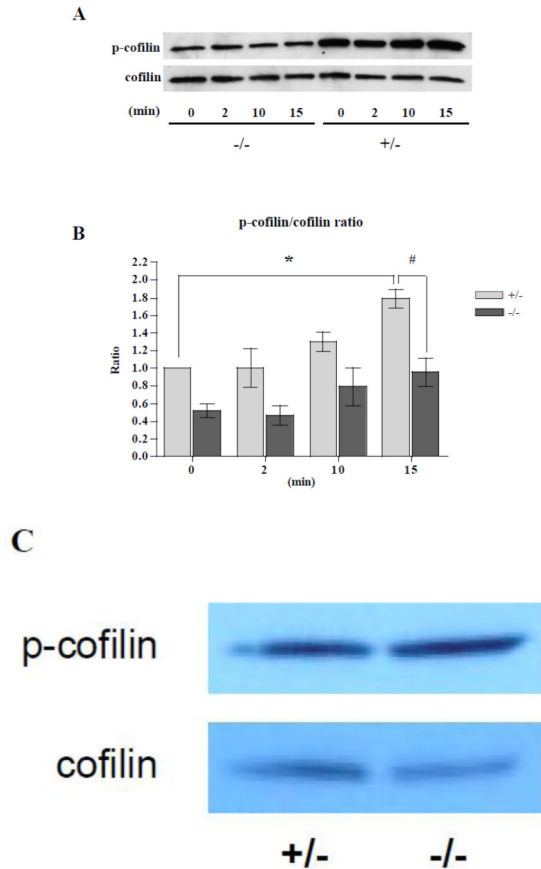 A
p-cofilin
cofilin
(min) 0 2 10 15 0 2 10 15
-/- +/-
p-cofilin/cofilin ratio
B
* #
2.2
2.0
1.8
1.6
1.4
1.2
1.0
0.8
0.6
0.4
0.2
0.0
Ratio
0 2 10 15
(min)
+/-
-/-
C
p-cofilin
cofilin
+/- -/-